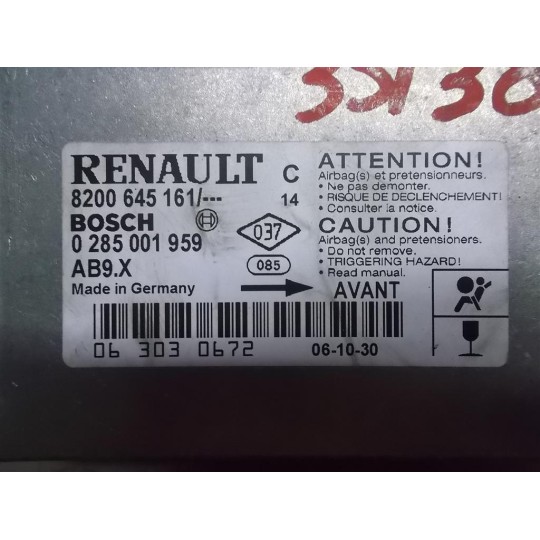 RENAULT C
8200 645 161/--- 14
BOSCH
0 285 001 959
AB9.X
Made in Germany
037
085
AVANT
ATTENTION!
Airbag(s) et pretensionneurs.
• Ne pas demonter.
• RISQUE DE DECLENCHEMENT!
• Consulter la notice.
CAUTION!
Airbag(s) and pretensioners.
• Do not remove.
• TRIGGERING HAZARD!
• Read manual.
06 303 0672
06-10-30